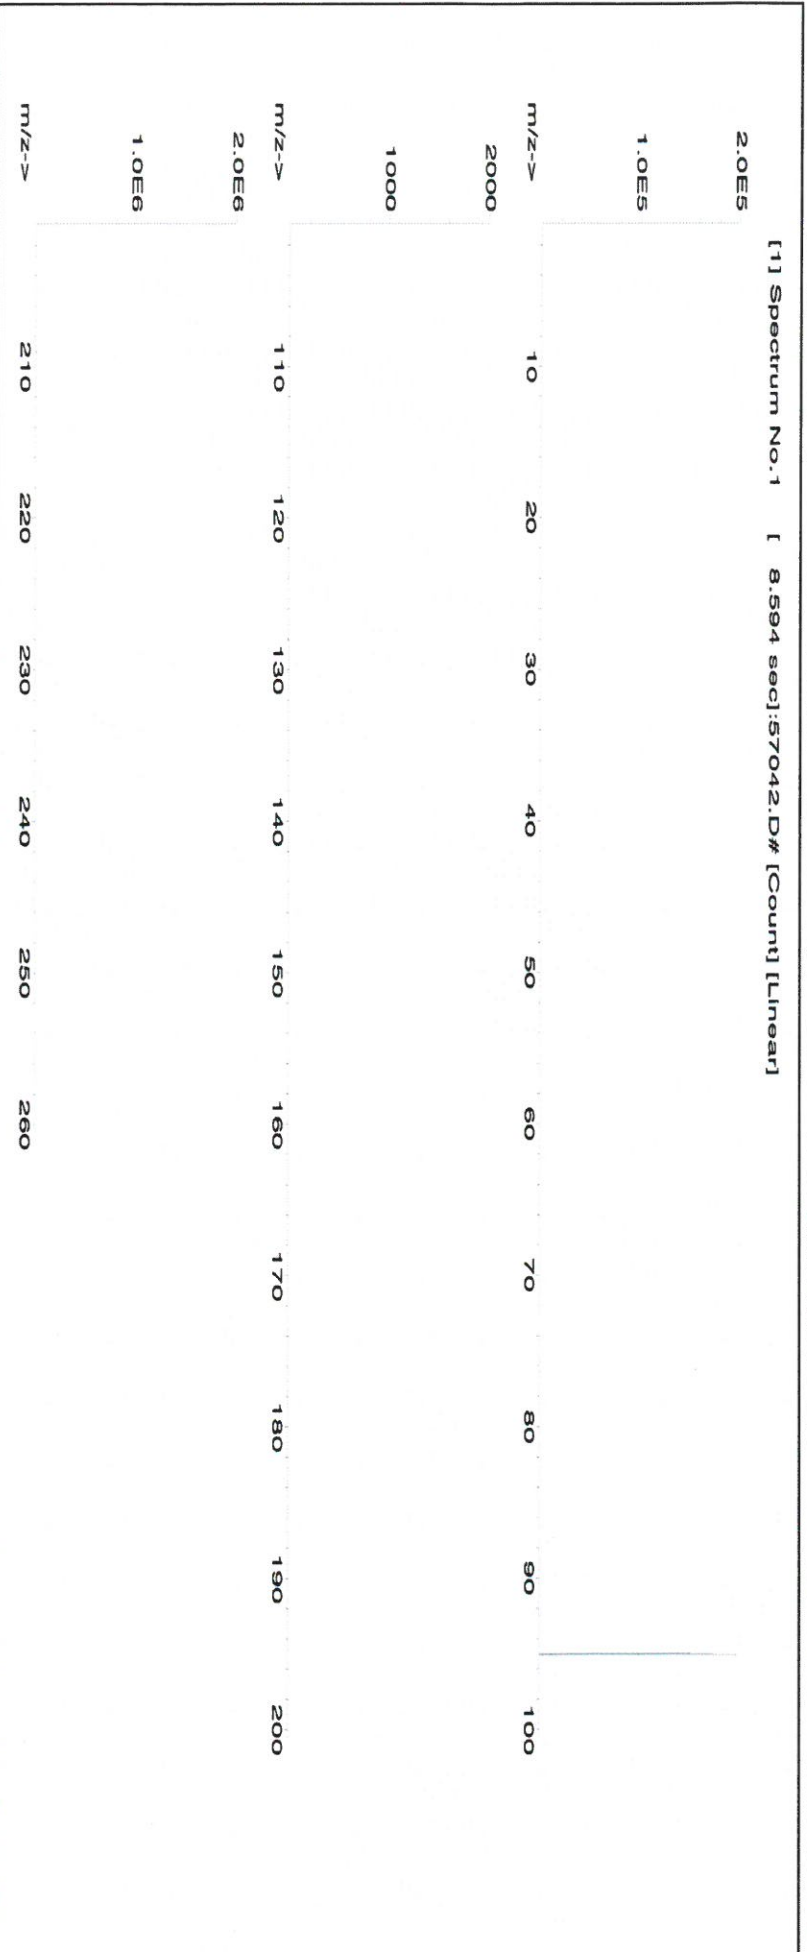 [1] Spectrum No.1 [ 8.594 sec]:57042.D# [Count] [Linear]
2.0E5
1.0E5
m/z-> 10 20 30 40 50 60 70 80 90 100
2000
1000
m/z-> 110 120 130 140 150 160 170 180 190 200
2.0E6
1.0E6
m/z-> 210 220 230 240 250 260